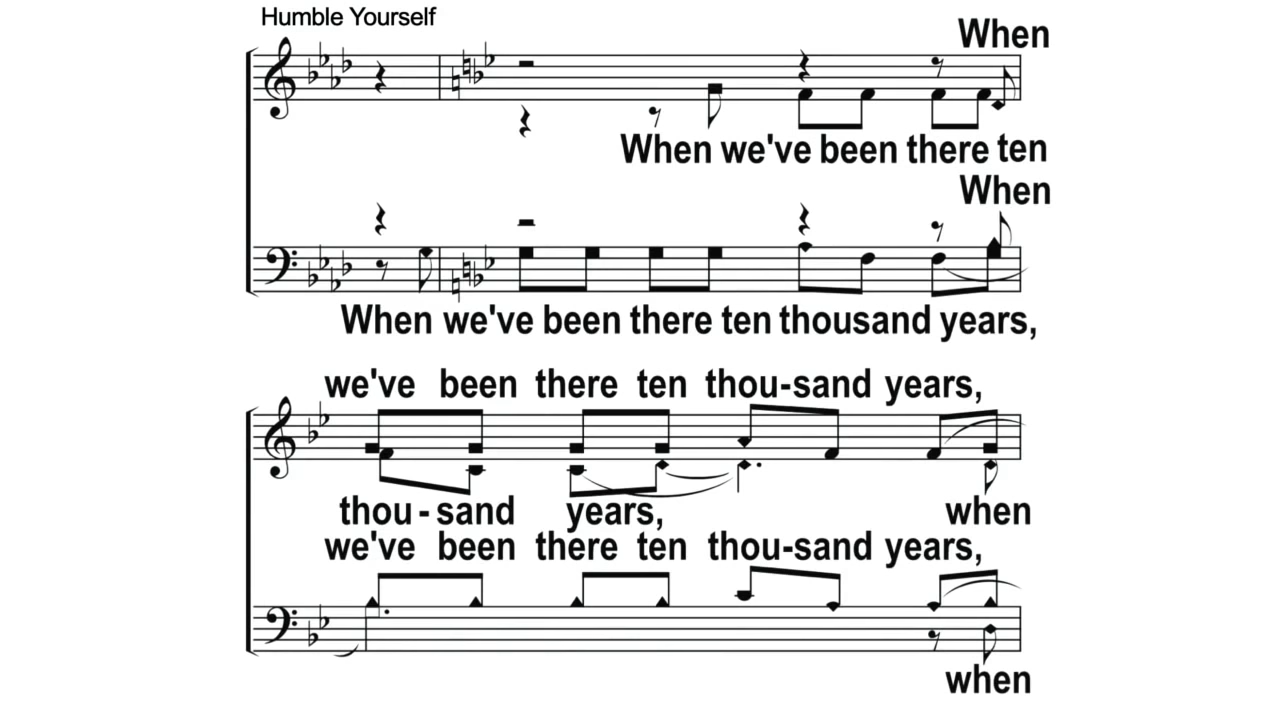 Humble Yourself
When
When we've been there ten
When
When we've been there ten thousand years,
we've been there ten thou-sand years,
thou - sand years, when
we've been there ten thou-sand years,
when